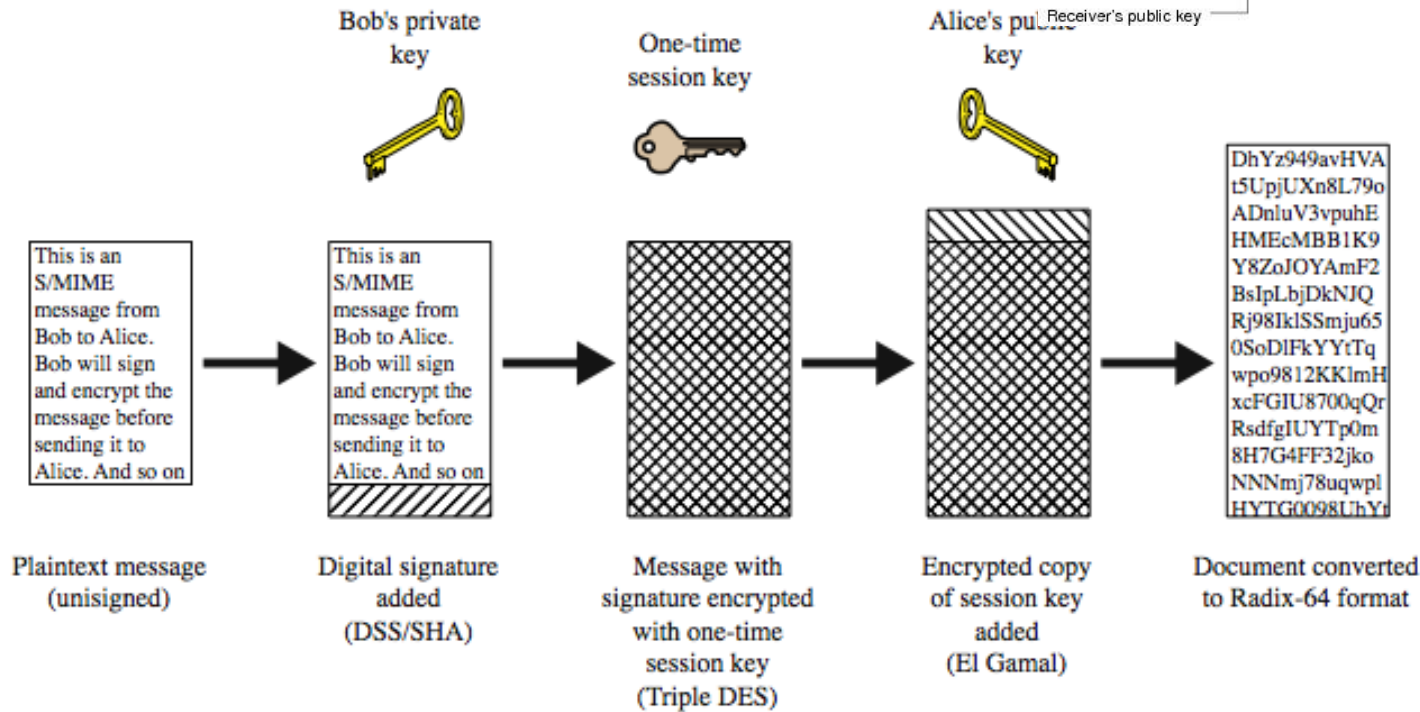 Bob's private
key
One-time
session key
Alice's public
key
Receiver's public key
This is an
S/MIME
message from
Bob to Alice.
Bob will sign
and encrypt the
message before
sending it to
Alice. And so on
This is an
S/MIME
message from
Bob to Alice.
Bob will sign
and encrypt the
message before
sending it to
Alice. And so on
DhYz949avHVA
t5UpjUXn8L79o
ADnluV3vpuhE
HMEcMBB1K9
Y8ZoJOYAmF2
BsIpLbjDkNJQ
Rj98IklSSmju65
0SoDlFkYYtTq
wpo9812KKlmH
xcFGIU8700qQr
RsdfgIUYTp0m
8H7G4FF32jko
NNNmj78uqwpl
HYTG0098UhYt
Plaintext message
(unisigned)
Digital signature
added
(DSS/SHA)
Message with
signature encrypted
with one-time
session key
(Triple DES)
Encrypted copy
of session key
added
(El Gamal)
Document converted
to Radix-64 format